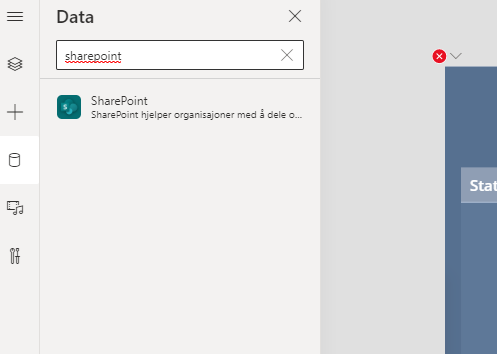 Data
sharepoint
SharePoint
SharePoint hjelper organisasjoner med å dele o...
Stat